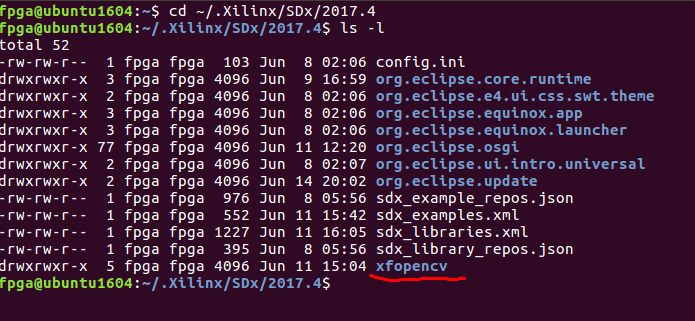 fpga@ubuntu1604:~$ cd ~/.Xilinx/SDx/2017.4
fpga@ubuntu1604:~/.Xilinx/SDx/2017.4$ ls -l
total 52
-rw-rw-r--  1 fpga fpga  103 Jun  8 02:06 config.ini
drwxrwxr-x  3 fpga fpga 4096 Jun  9 16:59 org.eclipse.core.runtime
drwxrwxr-x  2 fpga fpga 4096 Jun  8 02:06 org.eclipse.e4.ui.css.swt.theme
drwxrwxr-x  3 fpga fpga 4096 Jun  8 02:06 org.eclipse.equinox.app
drwxrwxr-x  3 fpga fpga 4096 Jun  8 02:06 org.eclipse.equinox.launcher
drwxrwxr-x 77 fpga fpga 4096 Jun 11 12:20 org.eclipse.osgi
drwxrwxr-x  2 fpga fpga 4096 Jun  8 02:07 org.eclipse.ui.intro.universal
drwxrwxr-x  2 fpga fpga 4096 Jun 14 20:02 org.eclipse.update
-rw-rw-r--  1 fpga fpga  976 Jun  8 05:56 sdx_example_repos.json
-rw-rw-r--  1 fpga fpga  552 Jun 11 15:42 sdx_examples.xml
-rw-rw-r--  1 fpga fpga 1227 Jun 11 16:05 sdx_libraries.xml
-rw-rw-r--  1 fpga fpga  395 Jun  8 05:56 sdx_library_repos.json
drwxrwxr-x  5 fpga fpga 4096 Jun 11 15:04 xfopencv
fpga@ubuntu1604:~/.Xilinx/SDx/2017.4$